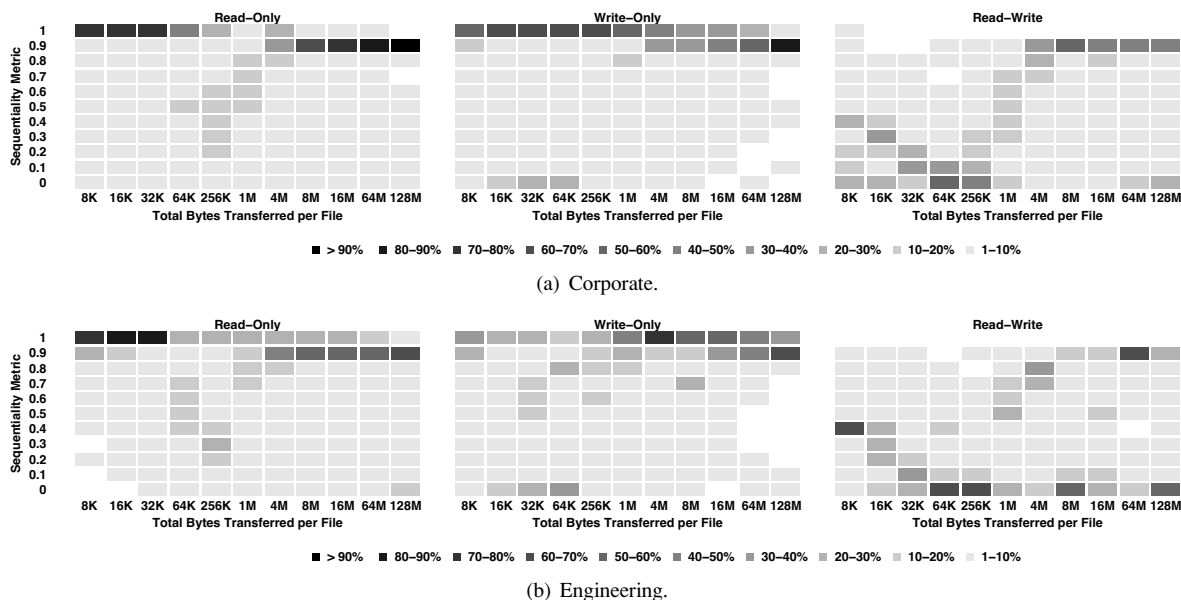 Read−Only Write−Only Read−Write
Sequentiality Metric
1
0.9
0.8
0.7
0.6
0.5
0.4
0.3
0.2
0.1
0
8K 16K 32K 64K 256K 1M 4M 8M 16M 64M 128M 8K 16K 32K 64K 256K 1M 4M 8M 16M 64M 128M 8K 16K 32K 64K 256K 1M 4M 8M 16M 64M 128M
Total Bytes Transferred per File Total Bytes Transferred per File Total Bytes Transferred per File
> 90% 80−90% 70−80% 60−70% 50−60% 40−50% 30−40% 20−30% 10−20% 1−10%
(a) Corporate.
Read−Only Write−Only Read−Write
Sequentiality Metric
1
0.9
0.8
0.7
0.6
0.5
0.4
0.3
0.2
0.1
0
8K 16K 32K 64K 256K 1M 4M 8M 16M 64M 128M 8K 16K 32K 64K 256K 1M 4M 8M 16M 64M 128M 8K 16K 32K 64K 256K 1M 4M 8M 16M 64M 128M
Total Bytes Transferred per File Total Bytes Transferred per File Total Bytes Transferred per File
> 90% 80−90% 70−80% 60−70% 50−60% 40−50% 30−40% 20−30% 10−20% 1−10%
(b) Engineering.